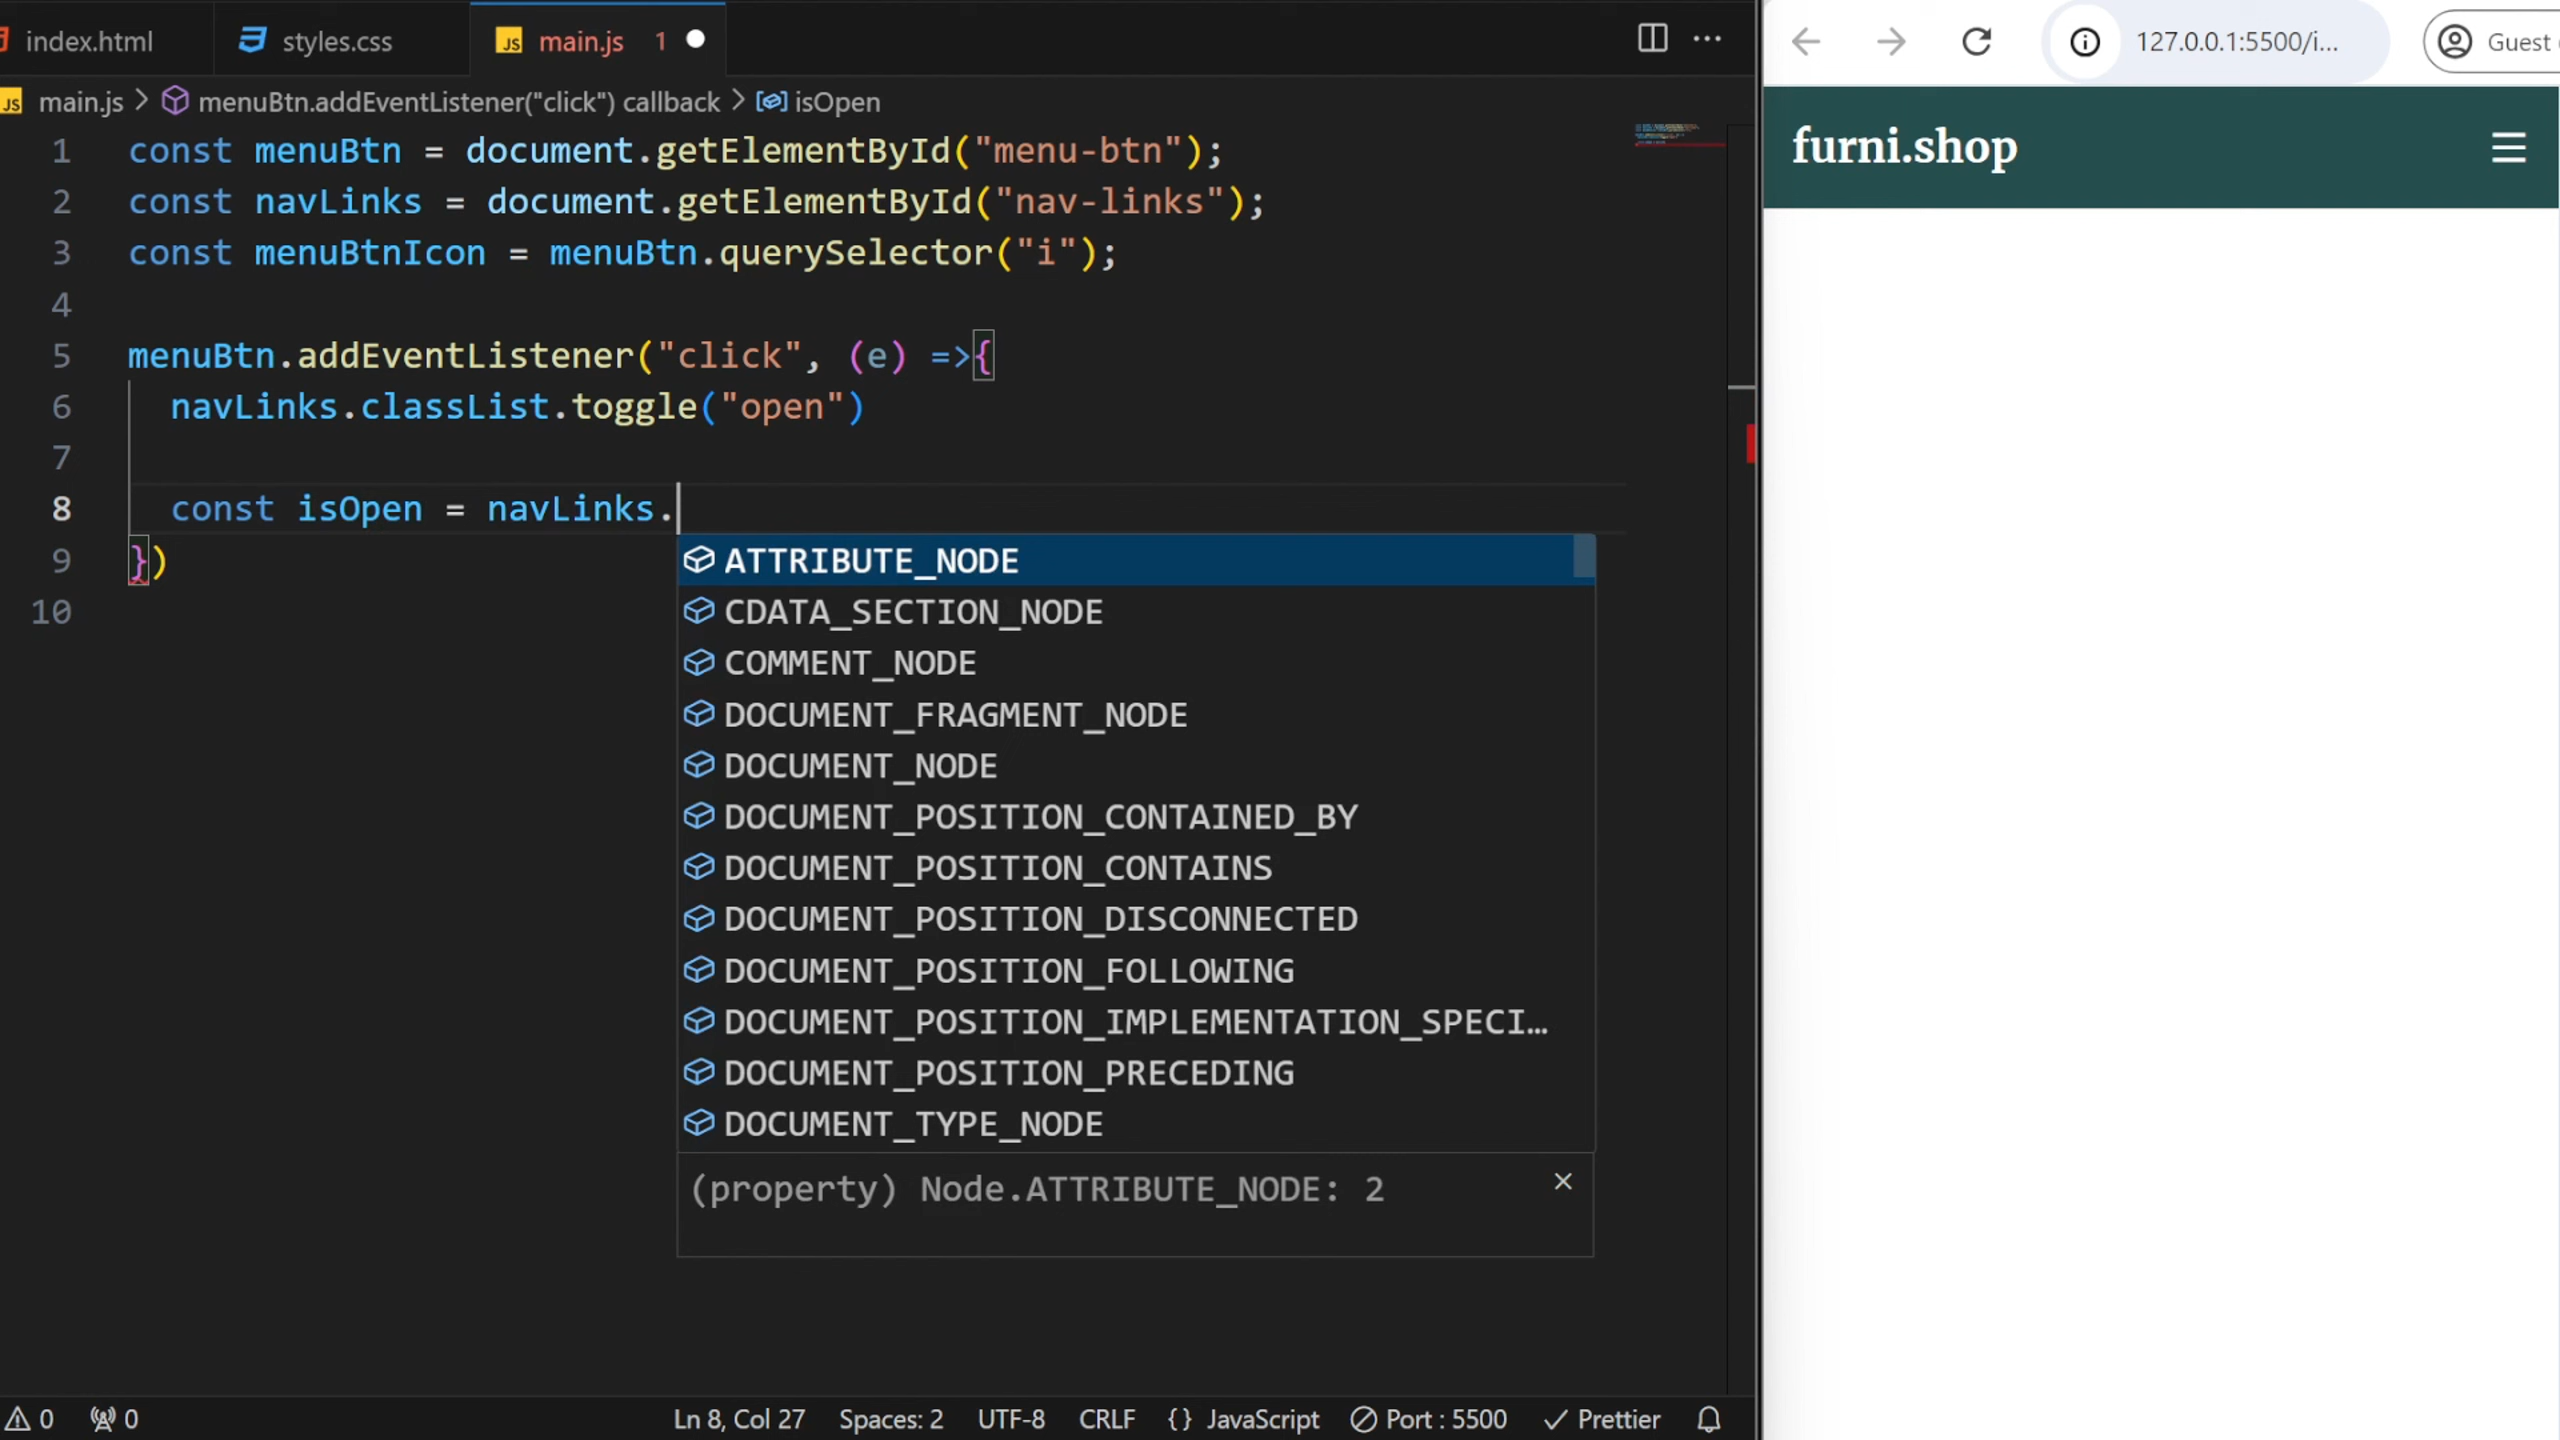 index.html styles.css JS main.js 1 ···
JS main.js > menuBtn.addEventListener("click") callback > isOpen
1 const menuBtn = document.getElementById("menu-btn");
2 const navLinks = document.getElementById("nav-links");
3 const menuBtnIcon = menuBtn.querySelector("i");
4
5 menuBtn.addEventListener("click", (e) =>{
6 navLinks.classList.toggle("open")
7
8 const isOpen = navLinks.
9 })
10
ATTRIBUTE_NODE
CDATA_SECTION_NODE
COMMENT_NODE
DOCUMENT_FRAGMENT_NODE
DOCUMENT_NODE
DOCUMENT_POSITION_CONTAINED_BY
DOCUMENT_POSITION_CONTAINS
DOCUMENT_POSITION_DISCONNECTED
DOCUMENT_POSITION_FOLLOWING
DOCUMENT_POSITION_IMPLEMENTATION_SPECI…
DOCUMENT_POSITION_PRECEDING
DOCUMENT_TYPE_NODE
(property) Node.ATTRIBUTE_NODE: 2
0 0 Ln 8, Col 27 Spaces: 2 UTF-8 CRLF {} JavaScript Port : 5500 Prettier
127.0.0.1:5500/i... Guest
furni.shop